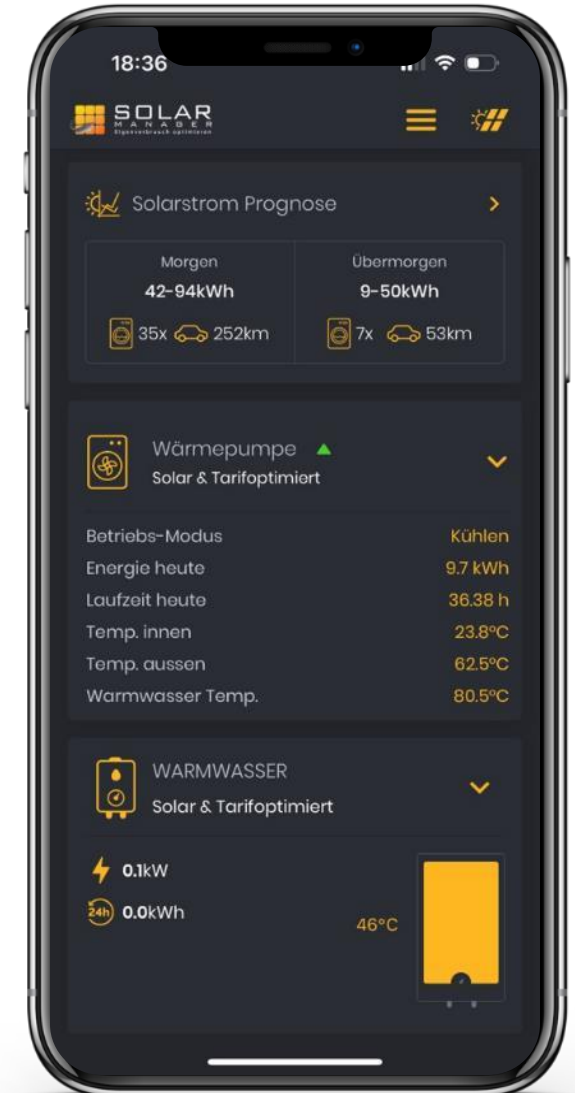 18:36
SOLAR
MANAGER
Eigenverbrauch optimieren
Solarstrom Prognose
Morgen
42-94kWh
35x 252km
Übermorgen
9-50kWh
7x 53km
Wärmepumpe
Solar & Tarifoptimiert
Betriebs-Modus Kühlen
Energie heute 9.7 kWh
Laufzeit heute 36.38 h
Temp. innen 23.8°C
Temp. aussen 62.5°C
Warmwasser Temp. 80.5°C
WARMWASSER
Solar & Tarifoptimiert
0.1kW
24h 0.0kWh
46°C